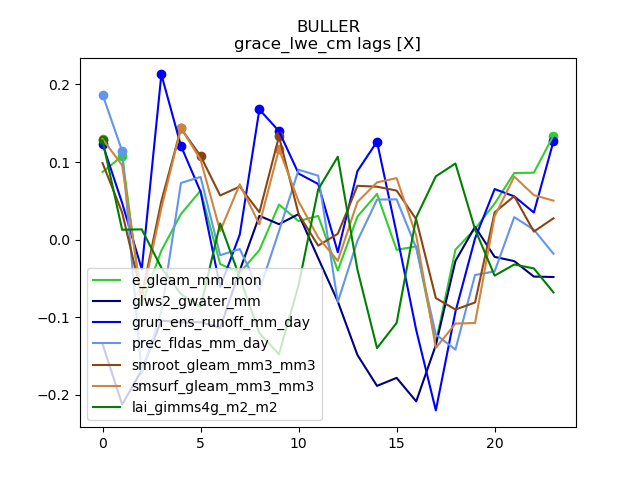 BULLER
grace_lwe_cm lags [X]
0.2
0.1
0.0
−0.1
−0.2
e_gleam_mm_mon
glws2_gwater_mm
grun_ens_runoff_mm_day
prec_fldas_mm_day
smroot_gleam_mm3_mm3
smsurf_gleam_mm3_mm3
lai_gimms4g_m2_m2
0 5 10 15 20